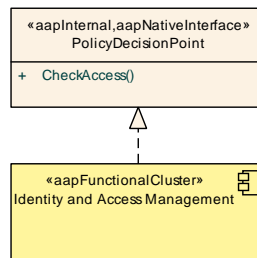 «aapInternal,aapNativeInterface»
PolicyDecisionPoint
+ CheckAccess()
«aapFunctionalCluster»
Identity and Access Management